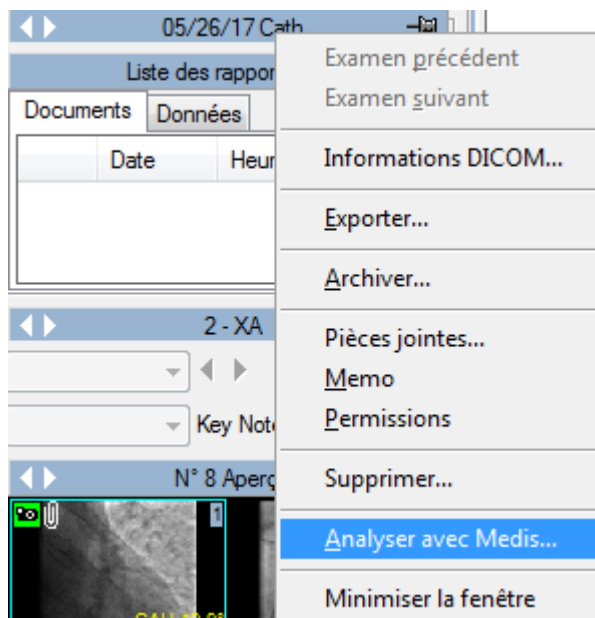 05/26/17 Cath
Liste des rappor
Documents Données
Date Heur
2 - XA
Key Not
N° 8 Aperç
1
Examen précédent
Examen suivant
Informations DICOM...
Exporter...
Archiver...
Pièces jointes...
Memo
Permissions
Supprimer...
Analyser avec Medis...
Minimiser la fenêtre